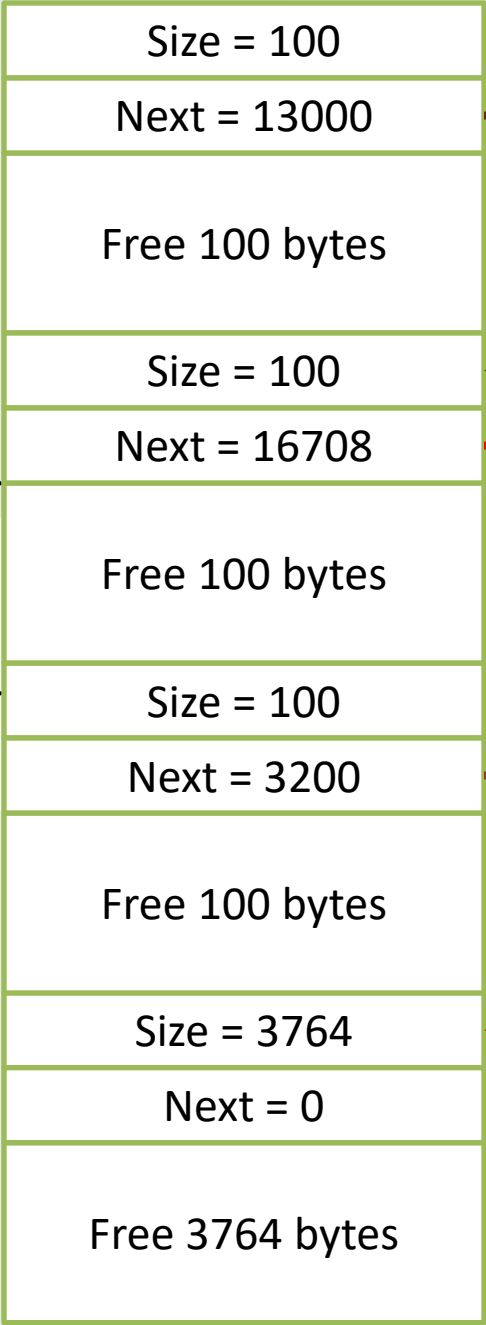 Size = 100
Next = 13000
Free 100 bytes
Size = 100
Next = 16708
Free 100 bytes
Size = 100
Next = 3200
Free 100 bytes
Size = 3764
Next = 0
Free 3764 bytes